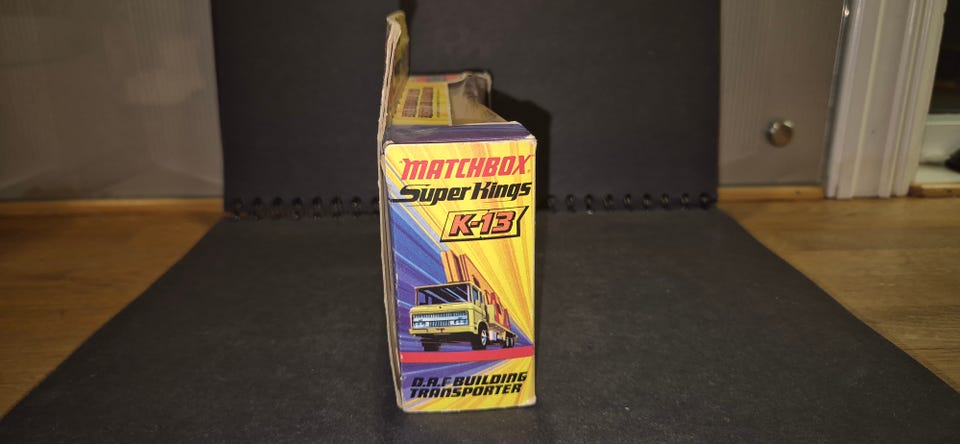 MATCHBOX
Super Kings
K-13
D.A.F BUILDING
TRANSPORTER